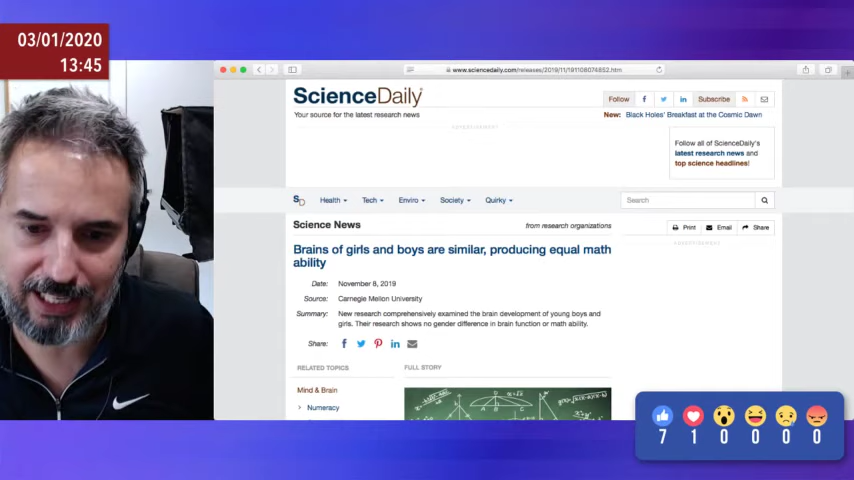 03/01/2020
13:45
www.sciencedaily.com/releases/2019/11/191108074852.htm
ScienceDaily
Your source for the latest research news
Follow
Subscribe
New: Black Holes' Breakfast at the Cosmic Dawn
ADVERTISEMENT
Follow all of ScienceDaily's
latest research news and
top science headlines!
SD
Health
Tech
Enviro
Society
Quirky
Search
Science News
from research organizations
Print
Email
Share
ADVERTISEMENT
Brains of girls and boys are similar, producing equal math
ability
Date: November 8, 2019
Source: Carnegie Mellon University
Summary: New research comprehensively examined the brain development of young boys and
girls. Their research shows no gender difference in brain function or math ability.
Share:
RELATED TOPICS
FULL STORY
Mind & Brain
Numeracy
7 1 0 0 0 0